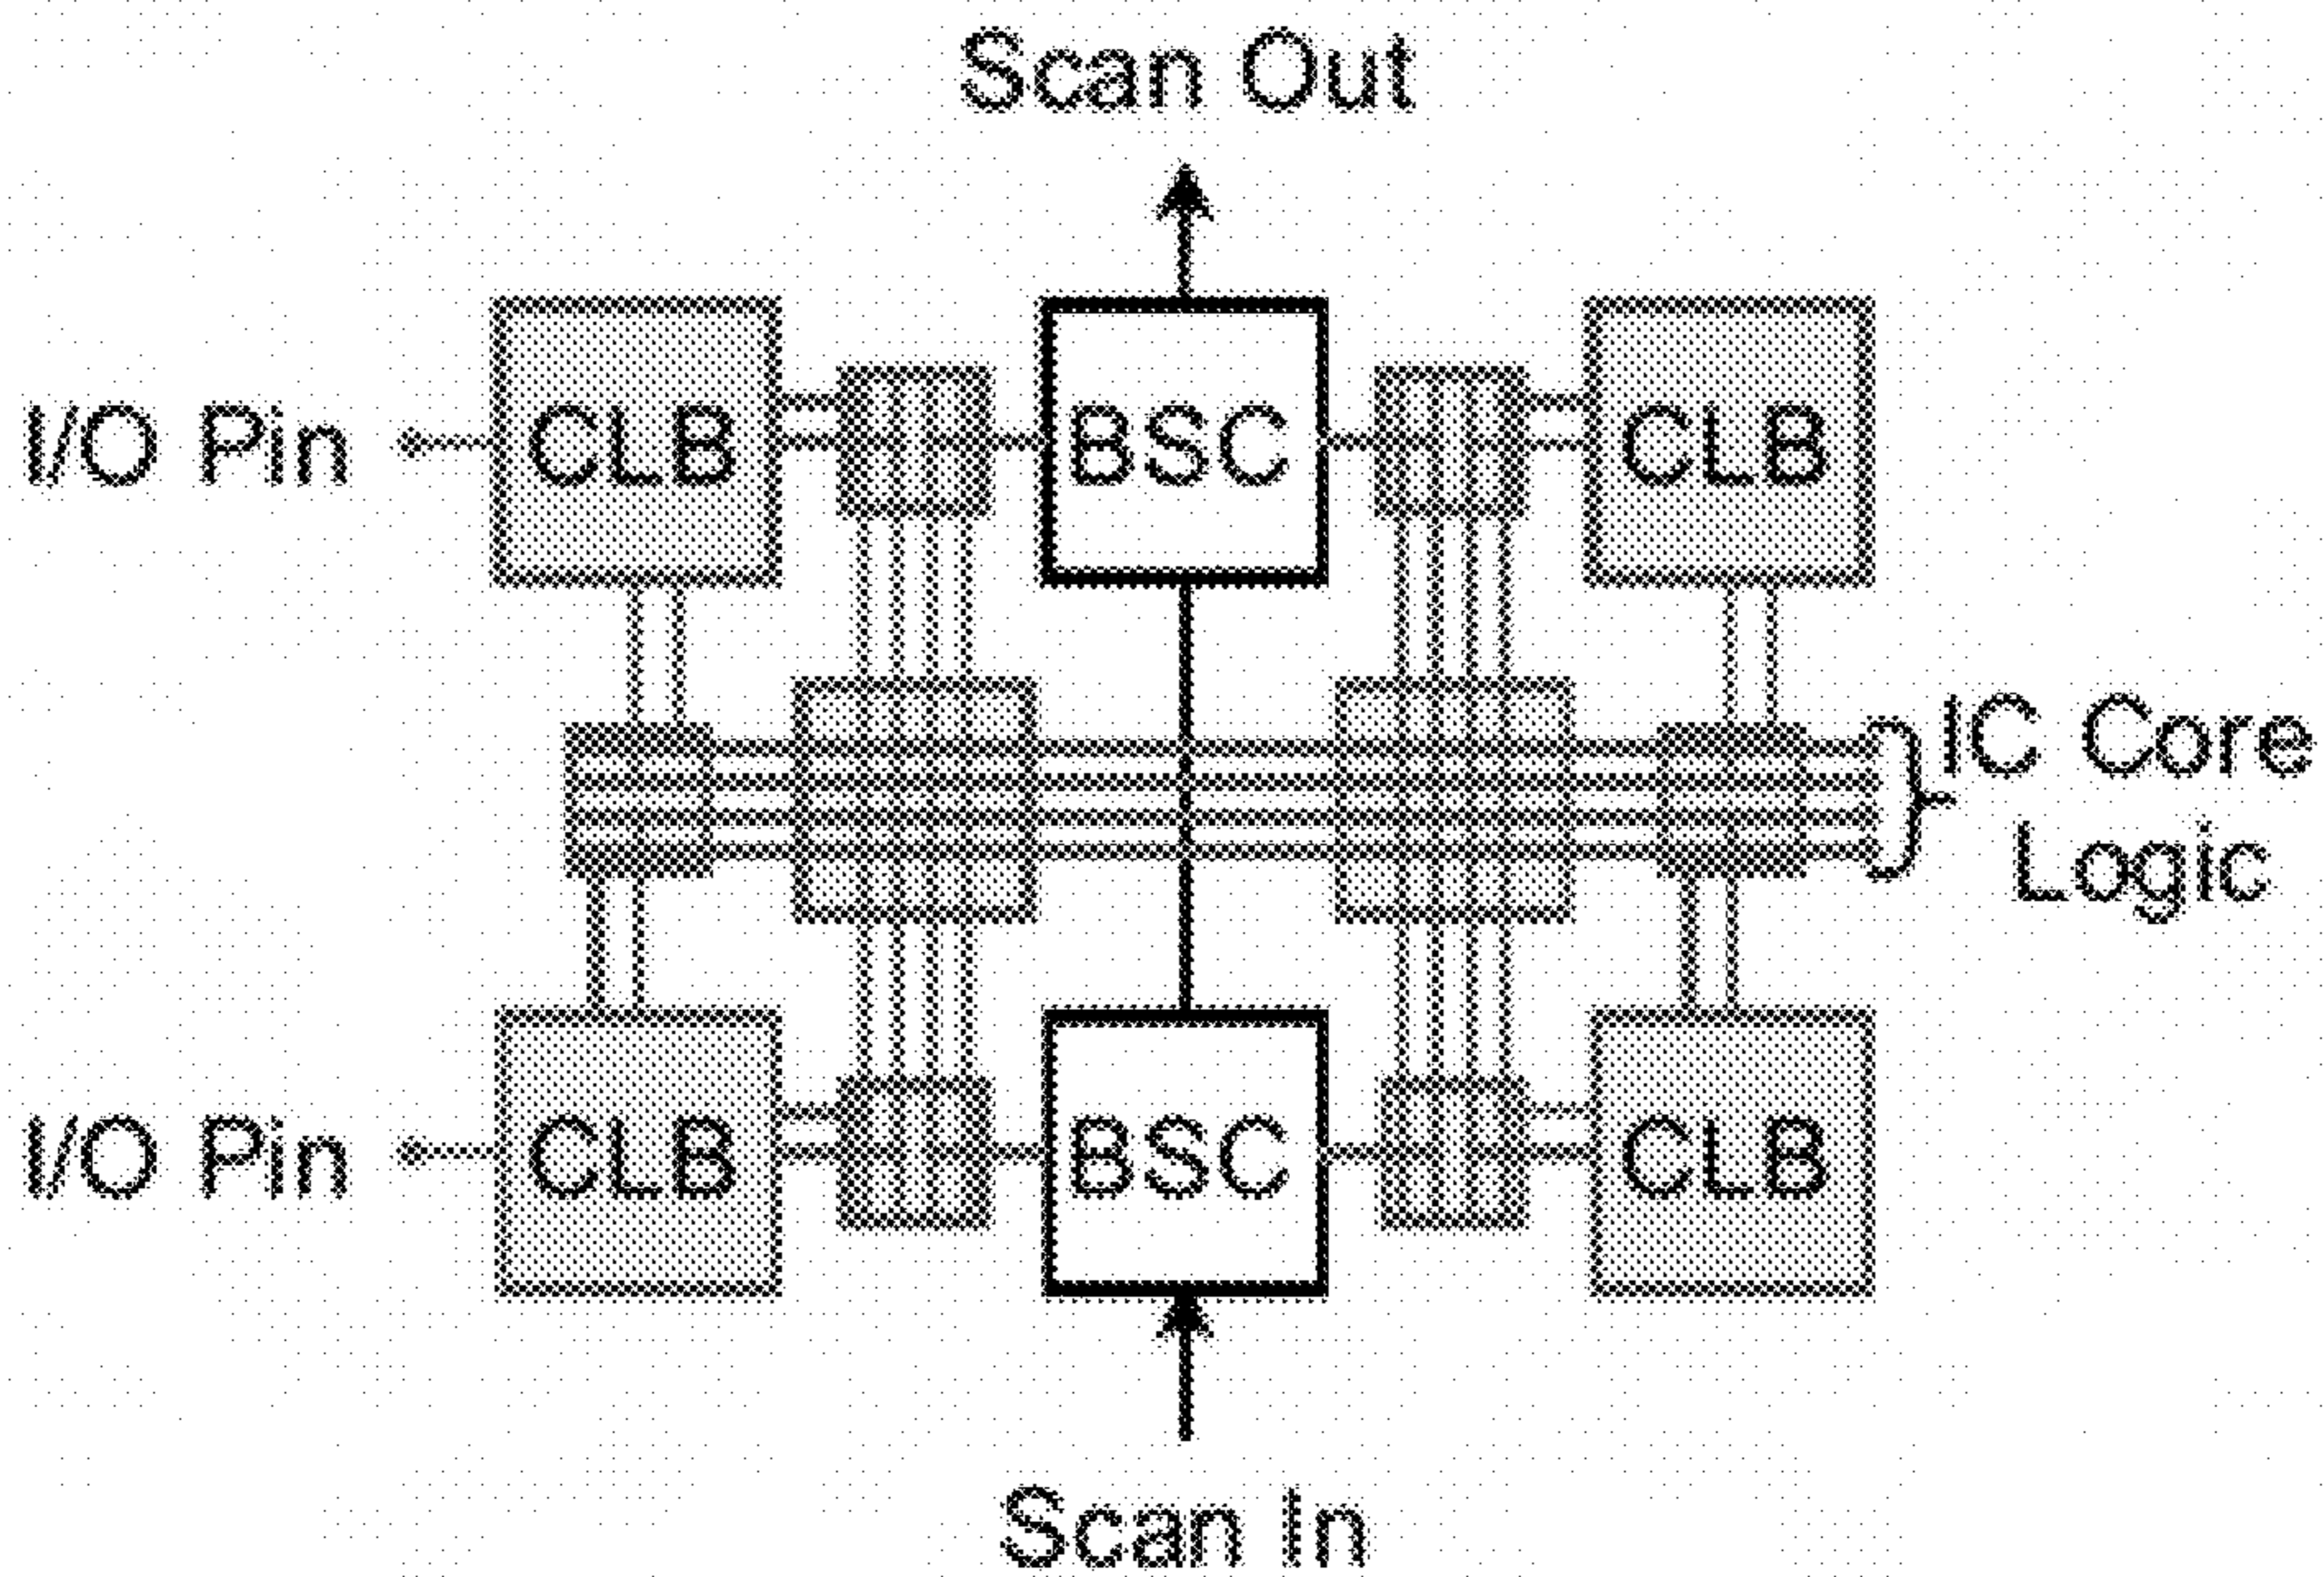 Scan Out
I/O Pin
CLB
BSC
CLB
IC Core
Logic
I/O Pin
CLB
BSC
CLB
Scan In